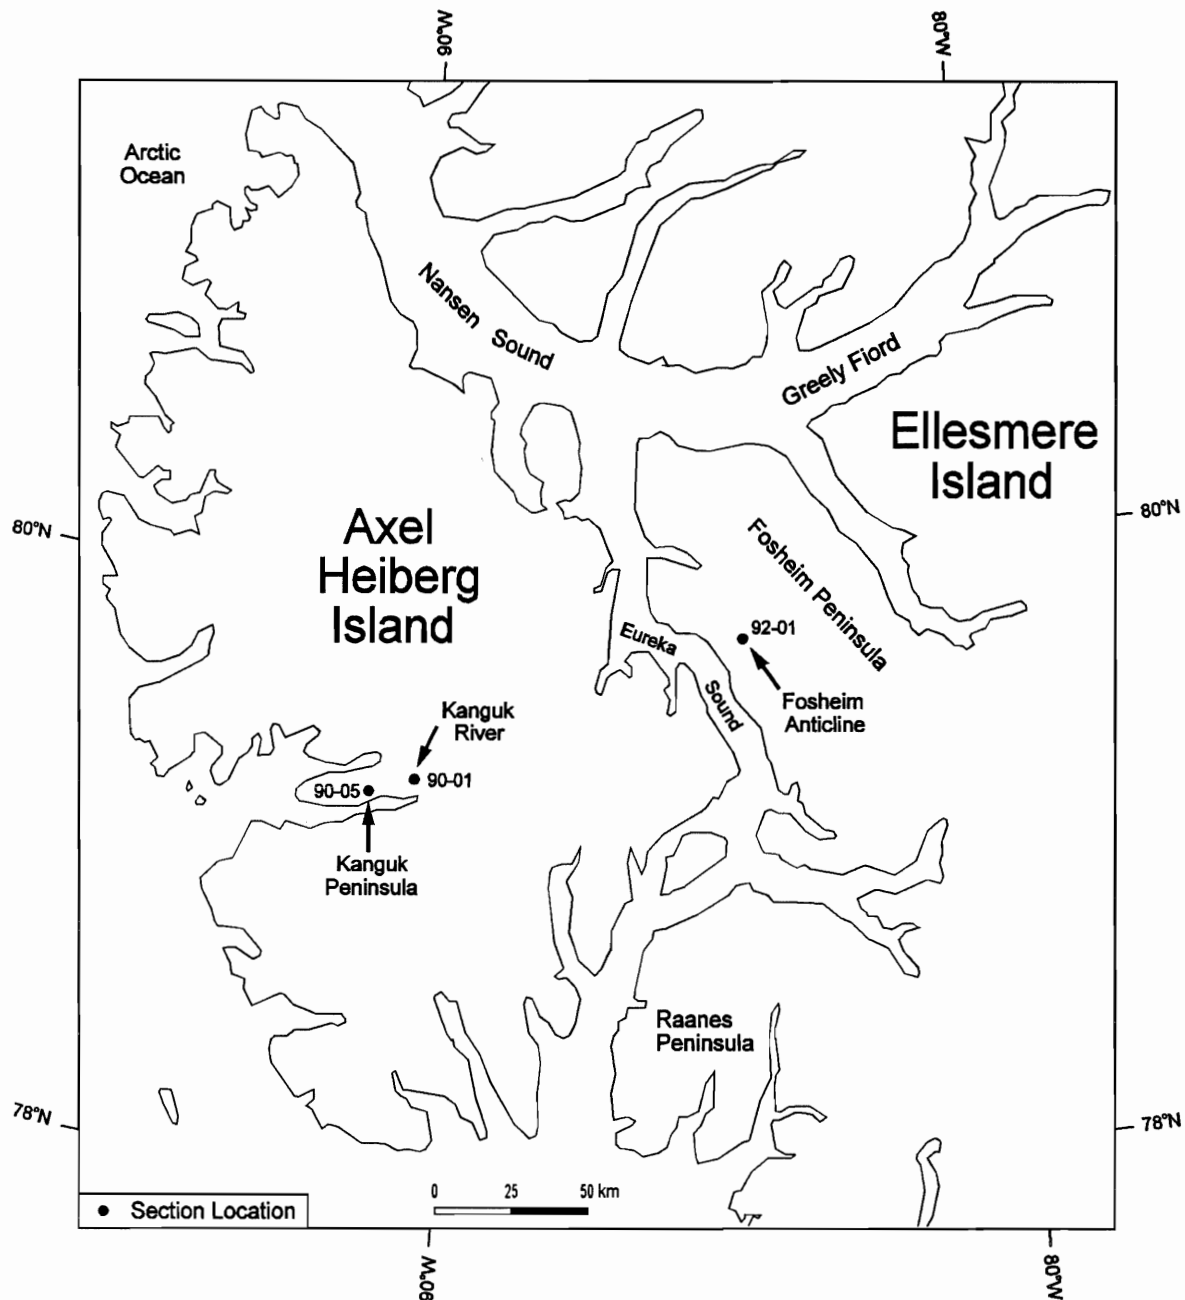 90°W
80°W
Arctic
Ocean
Nansen Sound
Greely Fiord
Ellesmere
Island
80°N
80°N
Axel
Heiberg
Island
Fosheim Peninsula
92-01
Eureka
Sound
Fosheim
Anticline
Kanguk
River
90-01
90-05
Kanguk
Peninsula
Raanes
Peninsula
78°N
78°N
0 25 50 km
Section Location
90°W
80°W